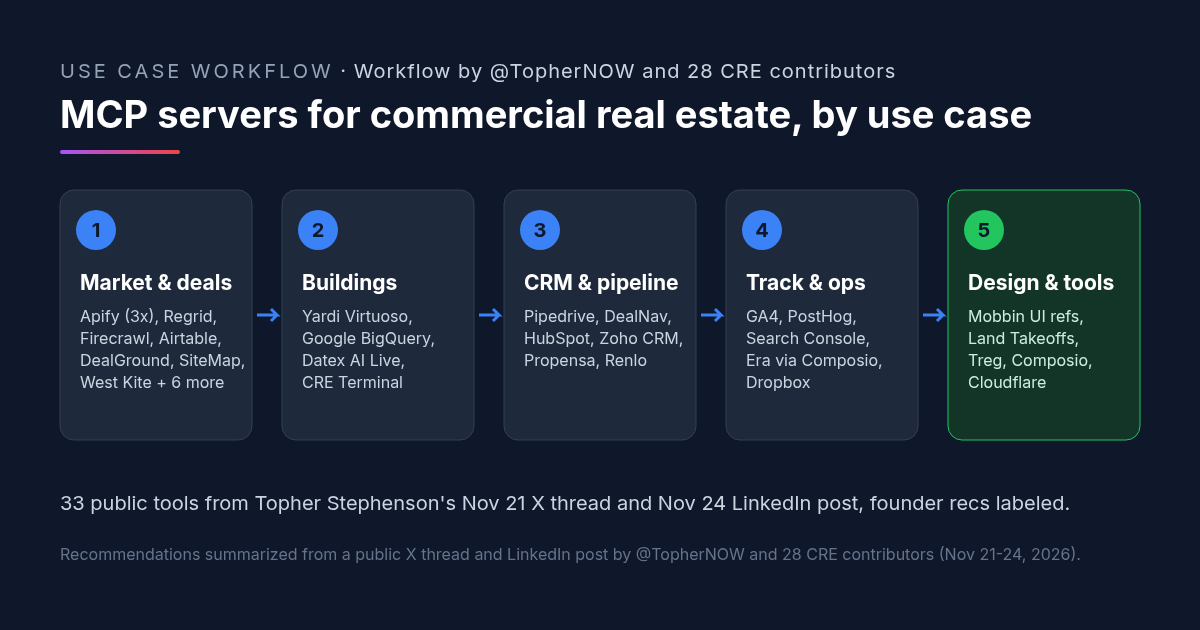 USE CASE WORKFLOW · Workflow by @TopherNOW and 28 CRE contributors
MCP servers for commercial real estate, by use case
1
Market & deals
Apify (3x), Regrid,
Firecrawl, Airtable,
DealGround, SiteMap,
West Kite + 6 more
2
Buildings
Yardi Virtuoso,
Google BigQuery,
Datex AI Live,
CRE Terminal
3
CRM & pipeline
Pipedrive, DealNav,
HubSpot, Zoho CRM,
Propensa, Renlo
4
Track & ops
GA4, PostHog,
Search Console,
Era via Composio,
Dropbox
5
Design & tools
Mobbin UI refs,
Land Takeoffs,
Treg, Composio,
Cloudflare
33 public tools from Topher Stephenson's Nov 21 X thread and Nov 24 LinkedIn post, founder recs labeled.
Recommendations summarized from a public X thread and LinkedIn post by @TopherNOW and 28 CRE contributors (Nov 21-24, 2026).